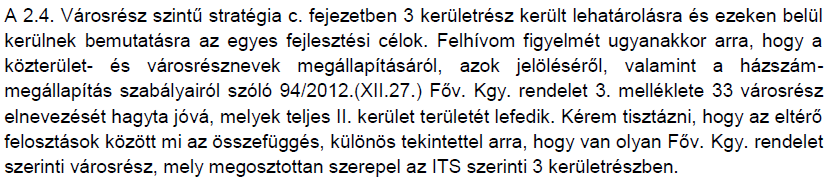 A 2.4. Városrész szintű stratégia c. fejezetben 3 kerületrész került lehatárolásra és ezeken belül
kerülnek bemutatásra az egyes fejlesztési célok. Felhívom figyelmét ugyanakkor arra, hogy a
közterület- és városrésznevek megállapításáról, azok jelöléséről, valamint a házszám-
megállapítás szabályairól szóló 94/2012.(XII.27.) Főv. Kgy. rendelet 3. melléklete 33 városrész
elnevezését hagyta jóvá, melyek teljes II. kerület területét lefedik. Kérem tisztázni, hogy az eltérő
felosztások között mi az összefüggés, különös tekintettel arra, hogy van olyan Főv. Kgy. rendelet
szerinti városrész, mely megosztottan szerepel az ITS szerinti 3 kerületrészben.